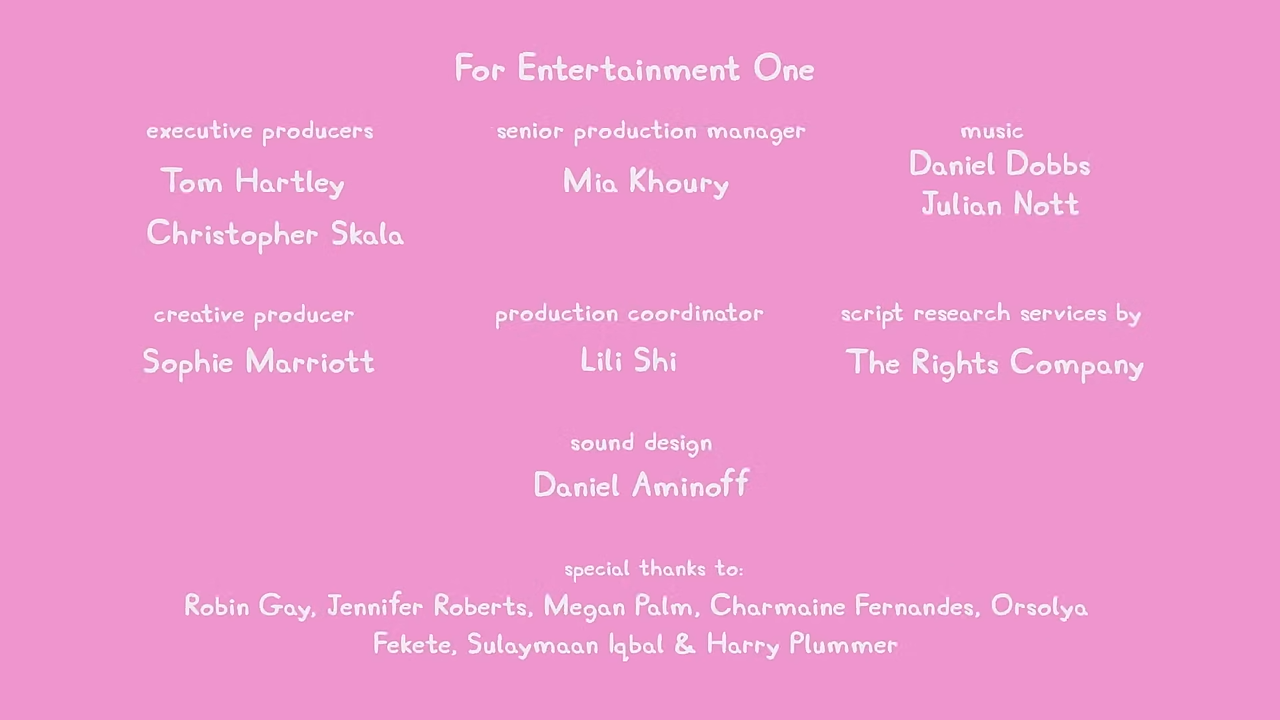 For Entertainment One
executive producers
Tom Hartley
Christopher Skala
senior production manager
Mia Khoury
music
Daniel Dobbs
Julian Nott
creative producer
Sophie Marriott
production coordinator
Lili Shi
script research services by
The Rights Company
sound design
Daniel Aminoff
special thanks to:
Robin Gay, Jennifer Roberts, Megan Palm, Charmaine Fernandes, Orsolya
Fekete, Sulaymaan Iqbal & Harry Plummer